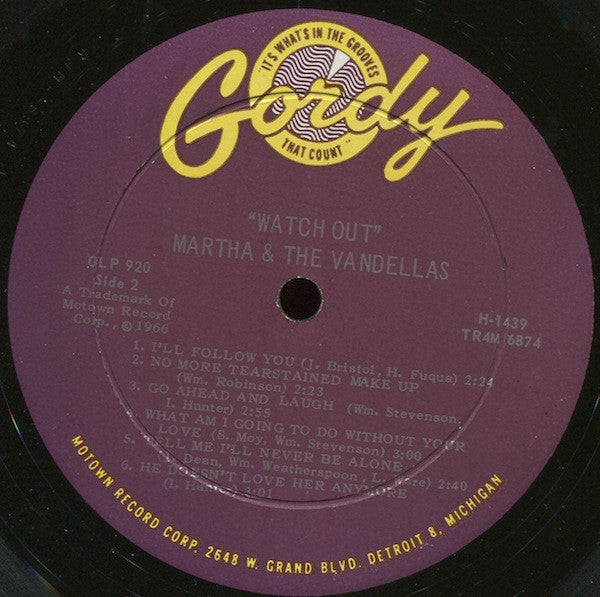 "IT'S WHAT'S IN THE GROOVES
Gordy
THAT COUNT"
"WATCH OUT"
MARTHA & THE VANDELLAS
GLP 920
Side 2
A Trademark Of
Motown Record
Corp., © 1966
H-1439
TR4M 6874
1. I'LL FOLLOW YOU (J. Bristol, H. Fuqua) 2:24
2. NO MORE TEARSTAINED MAKE UP
(Wm. Robinson) 2:23
3. GO AHEAD AND LAUGH (Wm. Stevenson,
I. Hunter) 2:55
4. WHAT AM I GOING TO DO WITHOUT YOUR
LOVE (S. Moy, Wm. Stevenson) 3:00
5. TELL ME I'LL NEVER BE ALONE
Dean, Wm. Weatherspoon, 2:40
6. HE DOESN'T LOVE HER ANYMORE
(I. Hunter) 3:01
MOTOWN RECORD CORP. 2648 W. GRAND BLVD. DETROIT 8, MICHIGAN